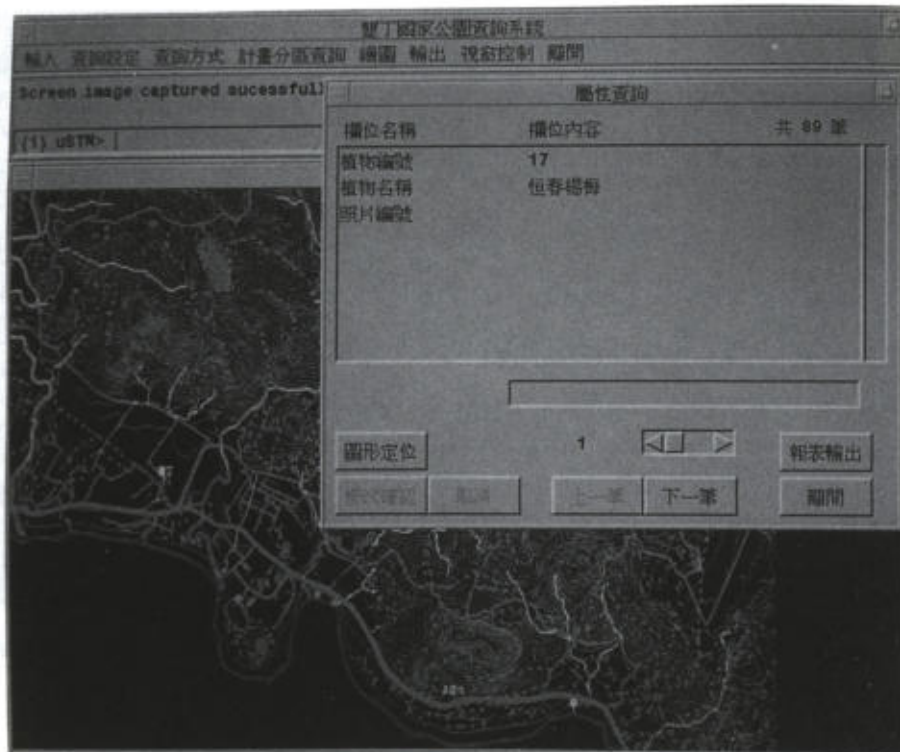 墾丁國家公園查詢系統
輸入 查詢設定 查詢方式 計畫分區查詢 繪圖 輸出 視窗控制 離開
Screen image captured sucessful
(1) uSTN>
屬性查詢
欄位名稱 欄位內容 共 89 筆
植物編號 17
植物名稱 恒春楊梅
照片編號
1
圖形定位 報表輸出
取消 上一筆 下一筆 離開